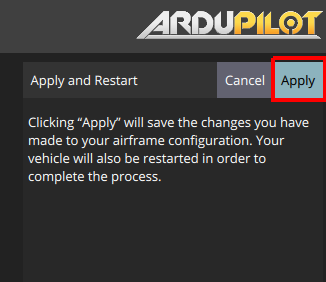 ARDUPILOT
Apply and Restart Cancel Apply
Clicking “Apply” will save the changes you have
made to your airframe configuration. Your
vehicle will also be restarted in order to
complete the process.